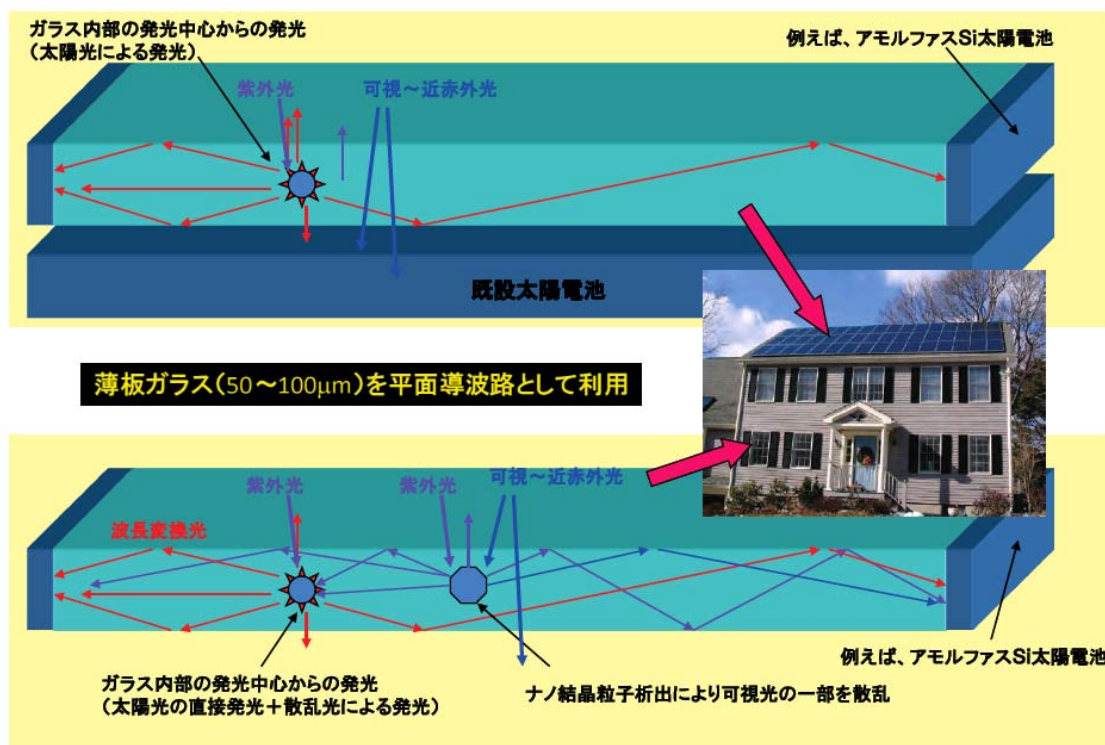 ガラス内部の発光中心からの発光
（太陽光による発光）
例えば、アモルファスSi太陽電池
紫外光
可視～近赤外光
既設太陽電池
薄板ガラス（50～100μm）を平面導波路として利用
紫外光
紫外光
可視～近赤外光
波長変換光
例えば、アモルファスSi太陽電池
ガラス内部の発光中心からの発光
（太陽光の直接発光＋散乱光による発光）
ナノ結晶粒子析出により可視光の一部を散乱